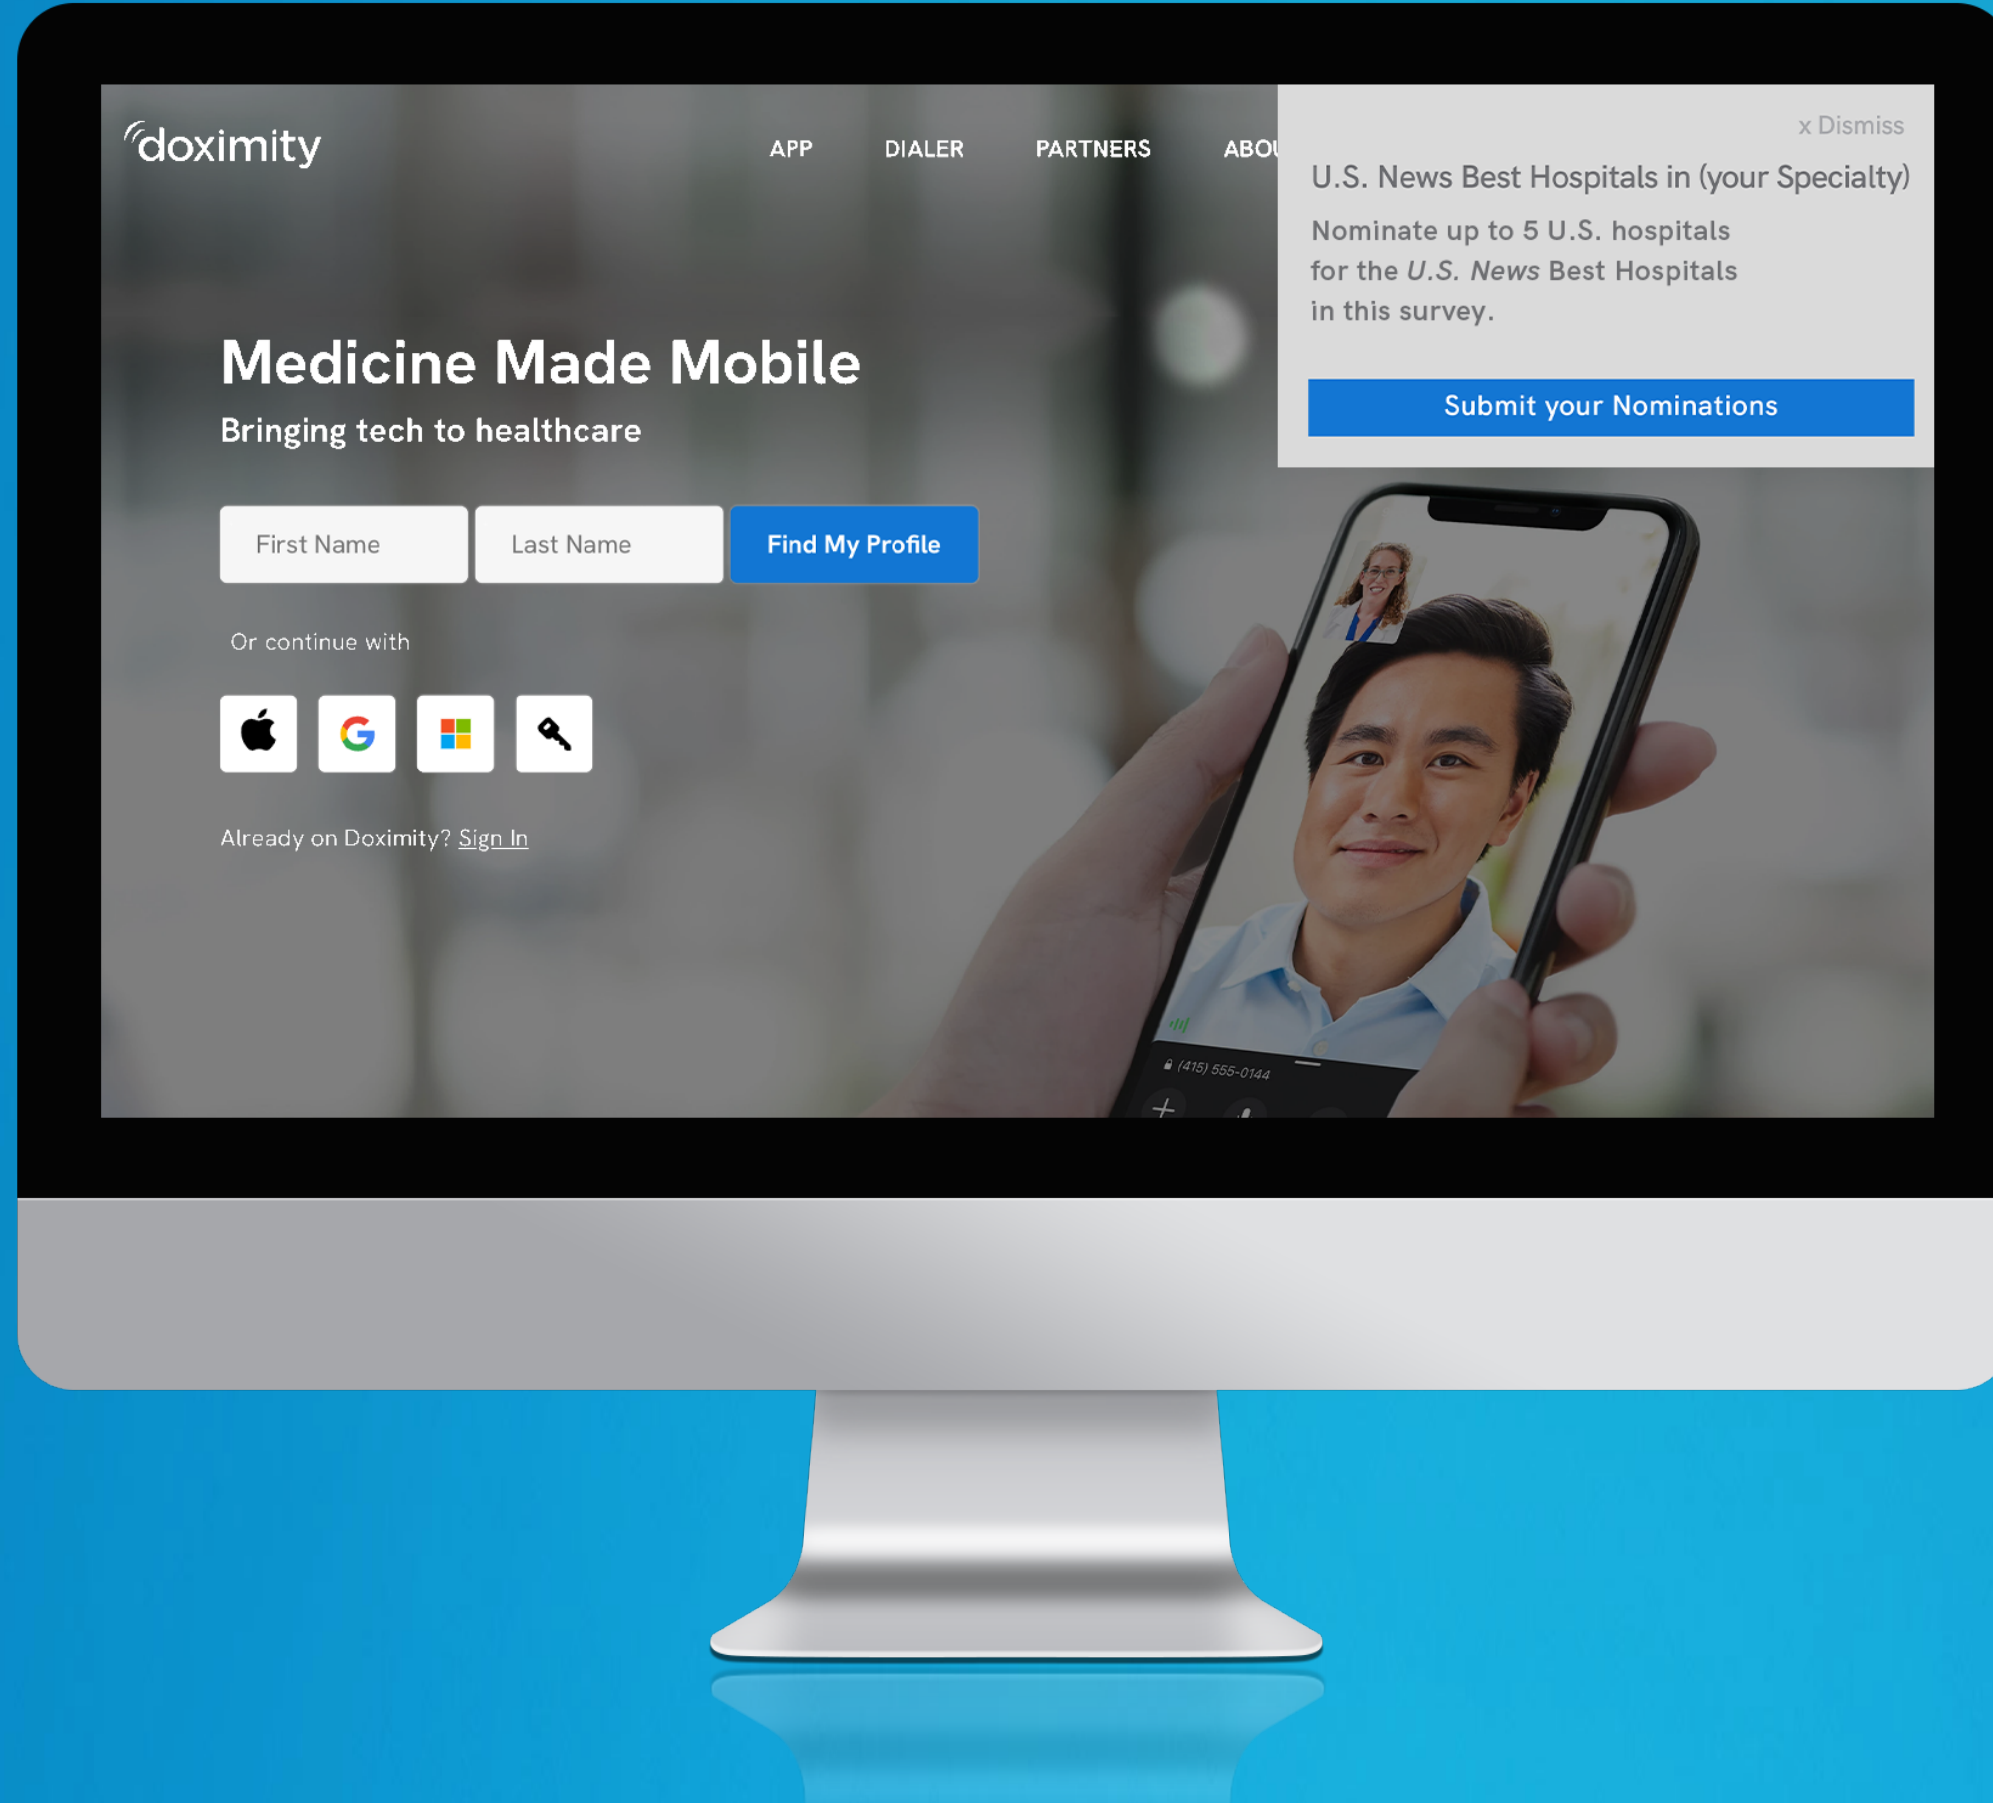 doximity
APP DIALER PARTNERS ABOU
x Dismiss
U.S. News Best Hospitals in (your Specialty)
Nominate up to 5 U.S. hospitals
for the U.S. News Best Hospitals
in this survey.
Submit your Nominations
Medicine Made Mobile
Bringing tech to healthcare
First Name Last Name Find My Profile
Or continue with
Already on Doximity? Sign In
(415) 555-0144